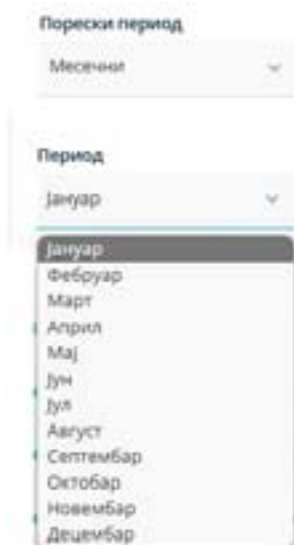 Порески период
Месечни
Период
Јануар
Јануар
Фебруар
Март
Април
Мај
Јун
Јул
Август
Септембар
Октобар
Новембар
Децембар